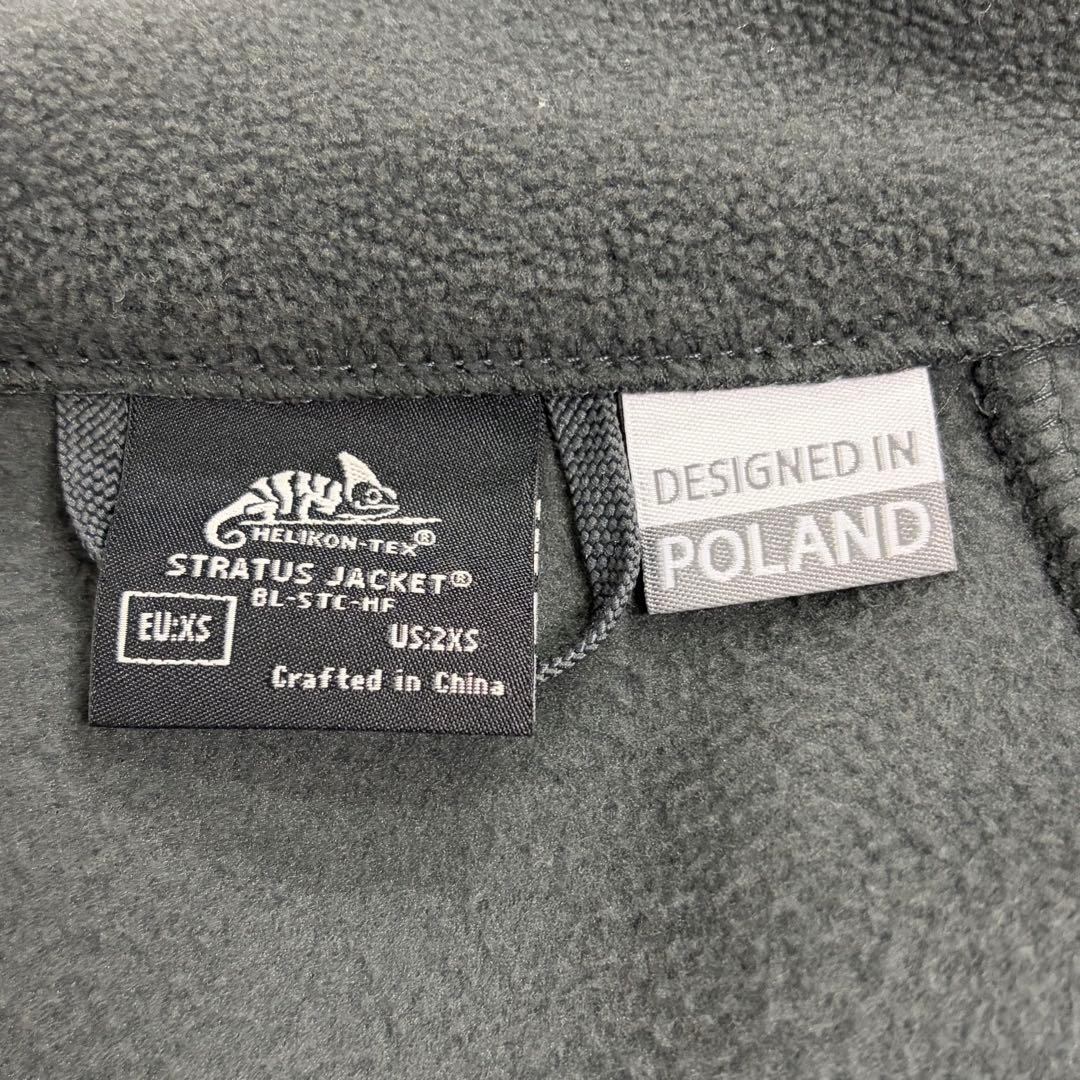 HELIKON-TEX®
STRATUS JACKET®
BL-STC-HF
EU:XS
US:2XS
Crafted in China
DESIGNED IN
POLAND